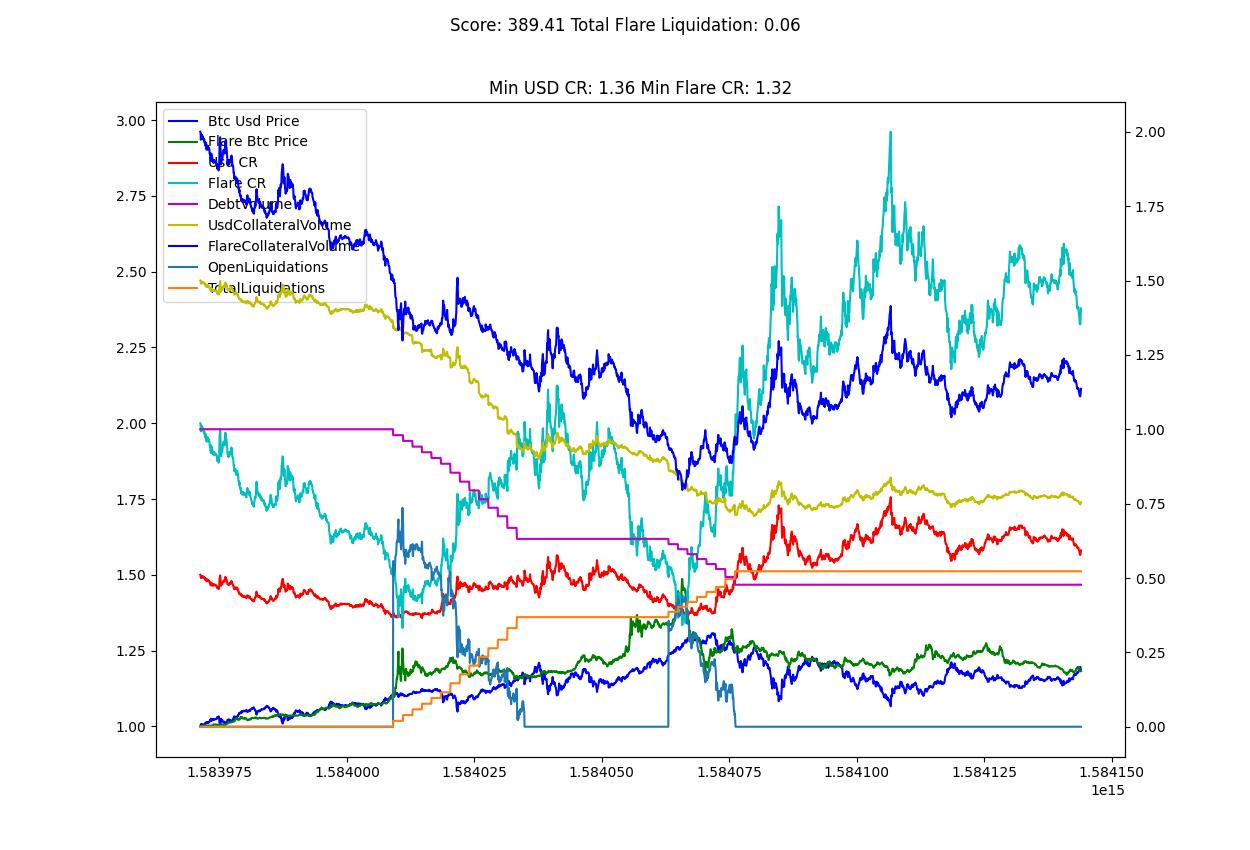 Score: 389.41 Total Flare Liquidation: 0.06
Min USD CR: 1.36 Min Flare CR: 1.32
Btc Usd Price
Flare Btc Price
Usd CR
Flare CR
DebtVolume
UsdCollateralVolume
FlareCollateralVolume
OpenLiquidations
TotalLiquidations
3.00
2.75
2.50
2.25
2.00
1.75
1.50
1.25
1.00
2.00
1.75
1.50
1.25
1.00
0.75
0.50
0.25
0.00
1.583975 1.584000 1.584025 1.584050 1.584075 1.584100 1.584125 1.584150
1e15